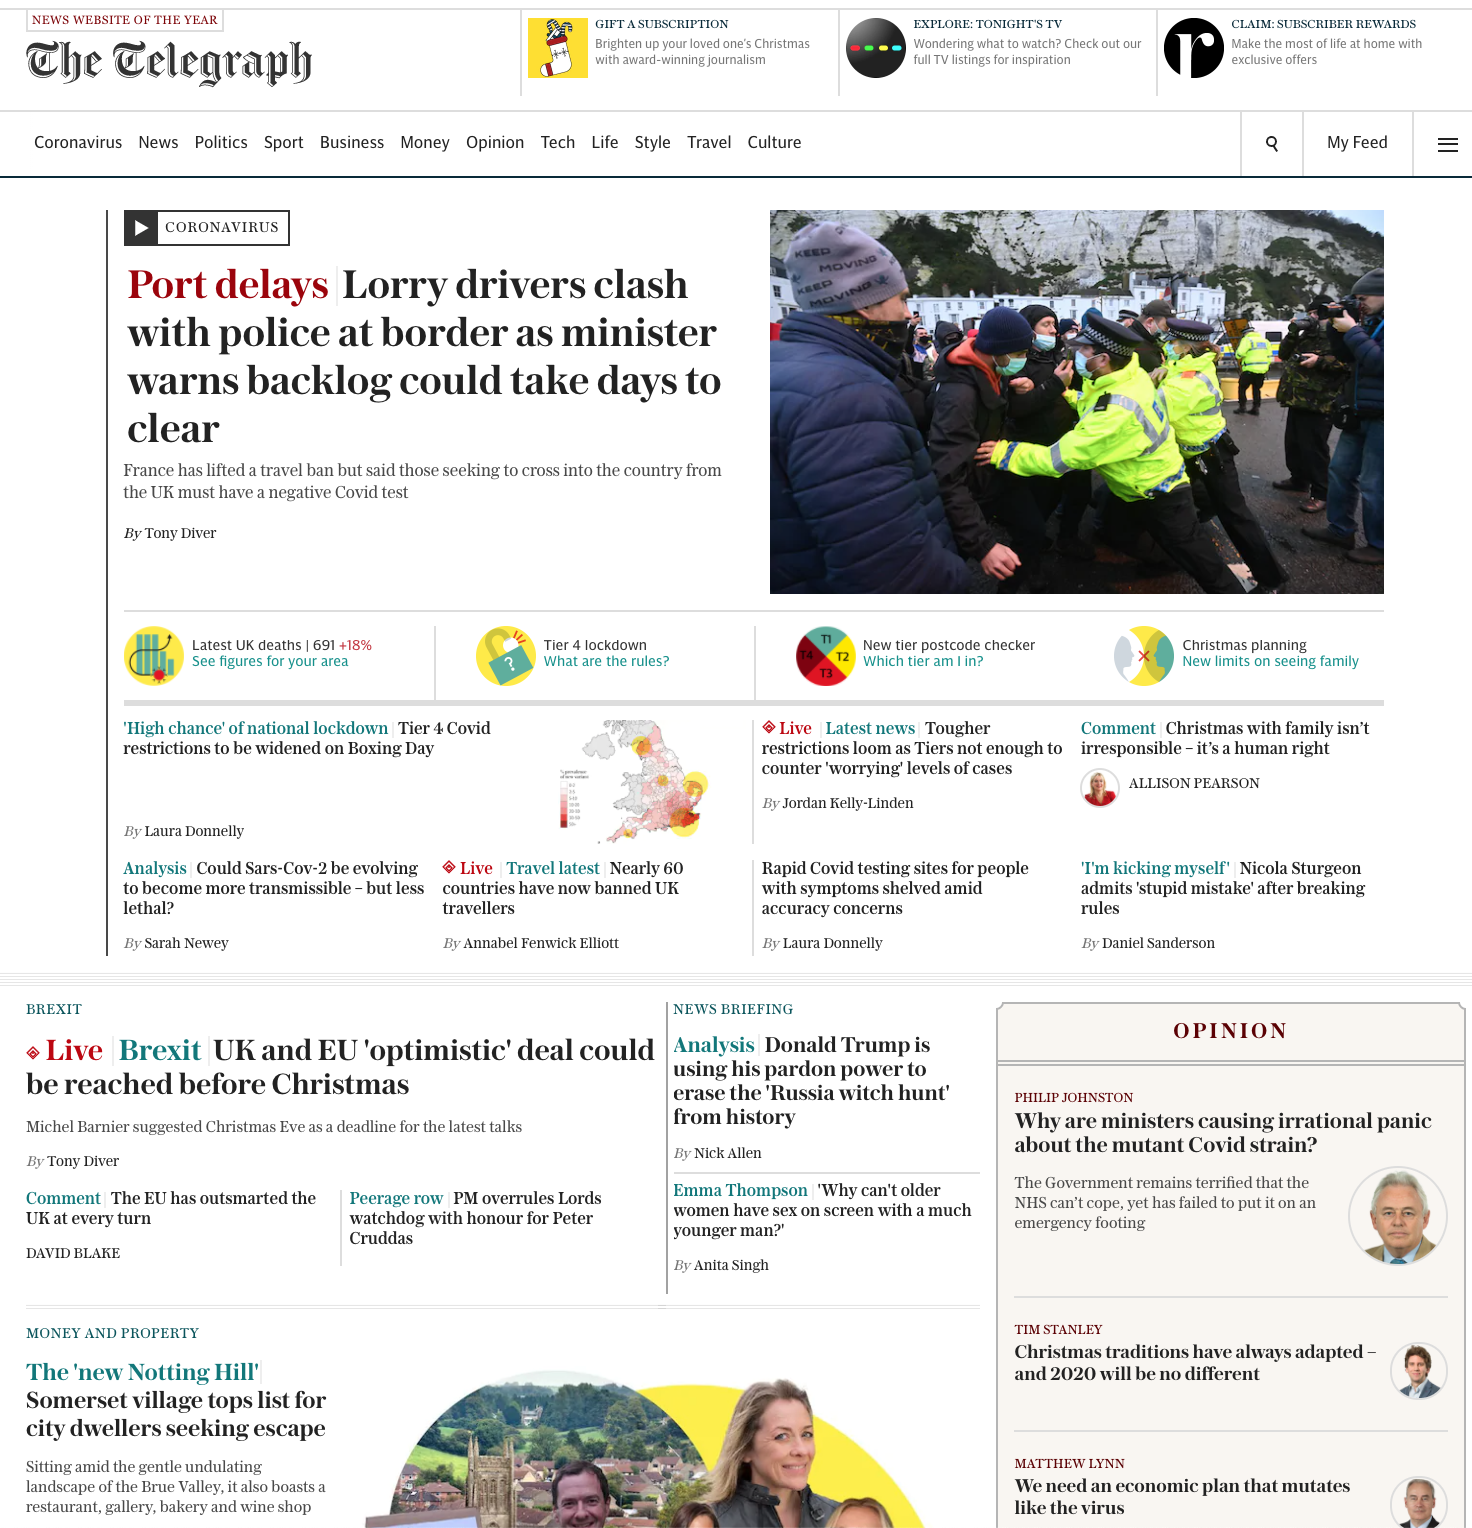 NEWS WEBSITE OF THE YEAR
The Telegraph
GIFT A SUBSCRIPTION
Brighten up your loved one's Christmas
with award-winning journalism
EXPLORE: TONIGHT'S TV
Wondering what to watch? Check out our
full TV listings for inspiration
r
CLAIM: SUBSCRIBER REWARDS
Make the most of life at home with
exclusive offers
Coronavirus News Politics Sport Business Money Opinion Tech Life Style Travel Culture
My Feed
CORONAVIRUS
Port delays Lorry drivers clash
with police at border as minister
warns backlog could take days to
clear
France has lifted a travel ban but said those seeking to cross into the country from
the UK must have a negative Covid test
By Tony Diver
KEEP
MOVING
KEEP
MOVING
Latest UK deaths | 691 +18%
See figures for your area
?
Tier 4 lockdown
What are the rules?
T1
T4 T2
T3
New tier postcode checker
Which tier am I in?
Christmas planning
New limits on seeing family
'High chance' of national lockdown Tier 4 Covid
restrictions to be widened on Boxing Day
By Laura Donnelly
Live Latest news Tougher
restrictions loom as Tiers not enough to
counter 'worrying' levels of cases
By Jordan Kelly-Linden
Comment Christmas with family isn't
irresponsible – it's a human right
ALLISON PEARSON
Analysis Could Sars-Cov-2 be evolving
to become more transmissible – but less
lethal?
By Sarah Newey
Live Travel latest Nearly 60
countries have now banned UK
travellers
By Annabel Fenwick Elliott
Rapid Covid testing sites for people
with symptoms shelved amid
accuracy concerns
By Laura Donnelly
'I'm kicking myself' Nicola Sturgeon
admits 'stupid mistake' after breaking
rules
By Daniel Sanderson
BREXIT
Live Brexit UK and EU 'optimistic' deal could
be reached before Christmas
Michel Barnier suggested Christmas Eve as a deadline for the latest talks
By Tony Diver
Comment The EU has outsmarted the
UK at every turn
DAVID BLAKE
Peerage row PM overrules Lords
watchdog with honour for Peter
Cruddas
NEWS BRIEFING
Analysis Donald Trump is
using his pardon power to
erase the 'Russia witch hunt'
from history
By Nick Allen
Emma Thompson 'Why can't older
women have sex on screen with a much
younger man?'
By Anita Singh
OPINION
PHILIP JOHNSTON
Why are ministers causing irrational panic
about the mutant Covid strain?
The Government remains terrified that the
NHS can't cope, yet has failed to put it on an
emergency footing
TIM STANLEY
Christmas traditions have always adapted –
and 2020 will be no different
MATTHEW LYNN
We need an economic plan that mutates
like the virus
MONEY AND PROPERTY
The 'new Notting Hill'
Somerset village tops list for
city dwellers seeking escape
Sitting amid the gentle undulating
landscape of the Brue Valley, it also boasts a
restaurant, gallery, bakery and wine shop